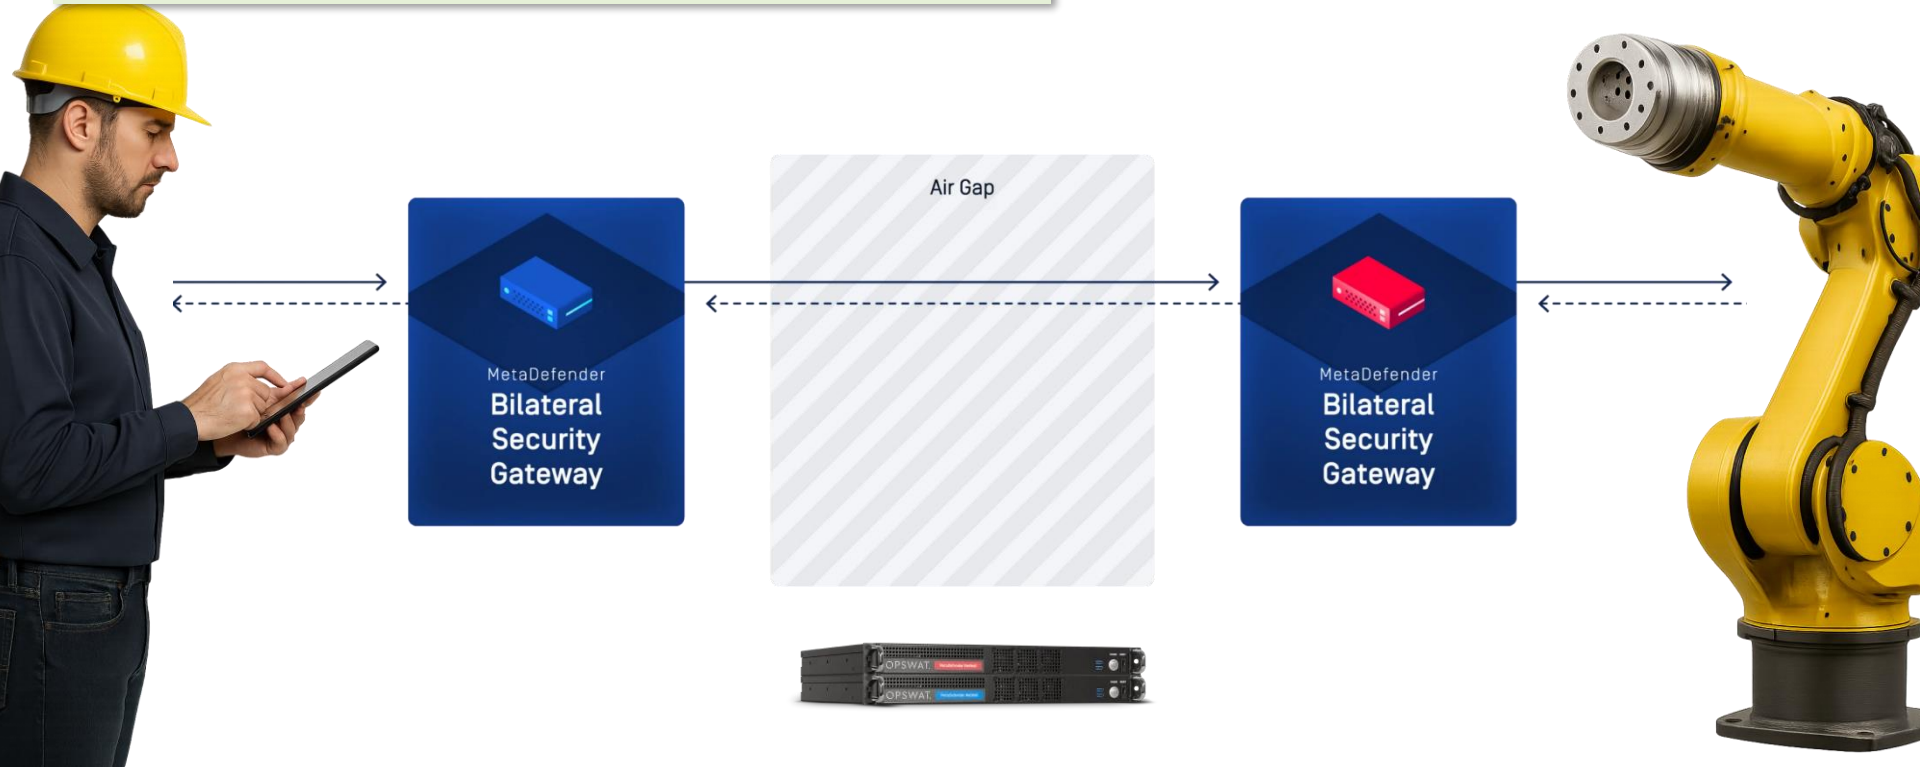 Air Gap
MetaDefender
Bilateral
Security
Gateway
MetaDefender
Bilateral
Security
Gateway
OPSWAT.
OPSWAT.